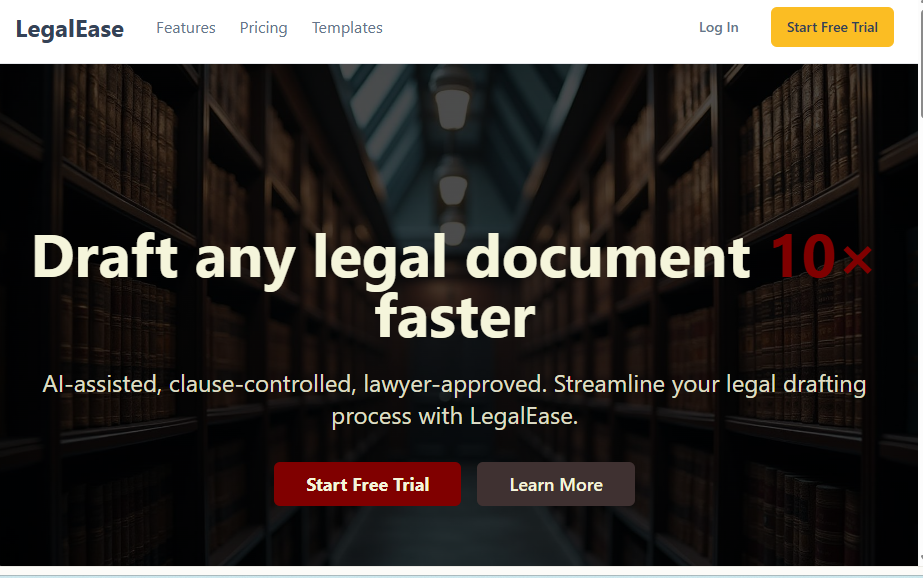 LegalEase Features Pricing Templates Log In Start Free Trial
Draft any legal document 10×
faster
AI-assisted, clause-controlled, lawyer-approved. Streamline your legal drafting
process with LegalEase.
Start Free Trial Learn More